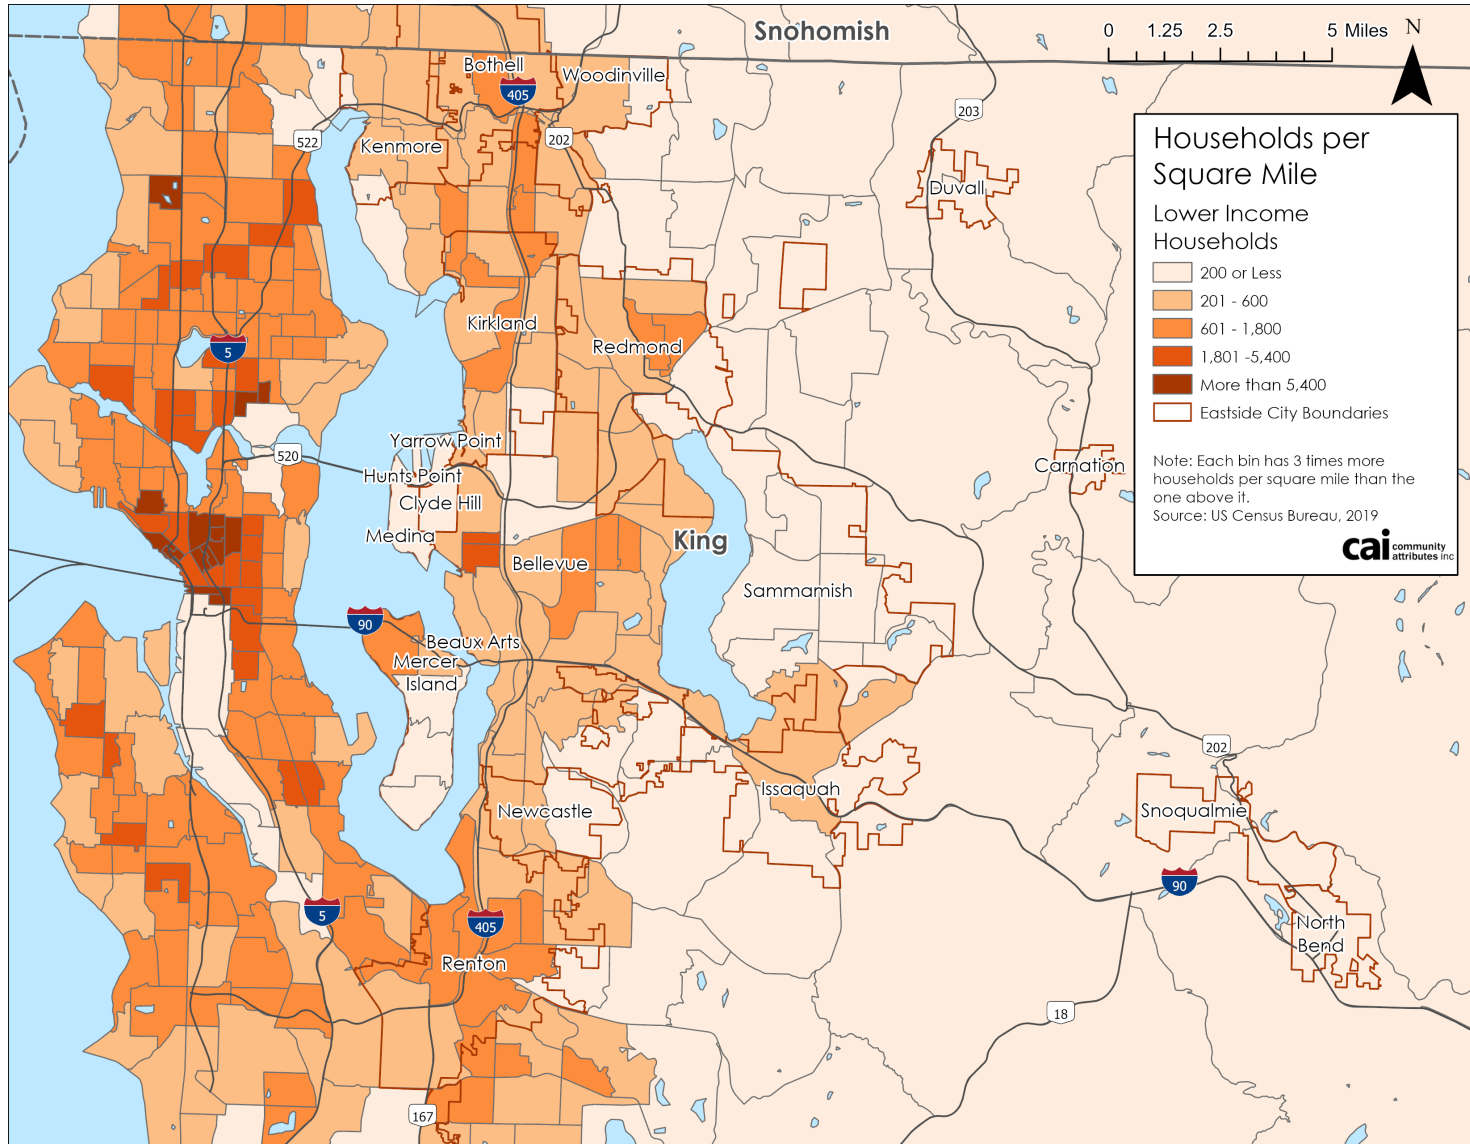 Snohomish
0 1.25 2.5 5 Miles
N
Bothell
Woodinville
405
203
522
202
Kenmore
Duvall
Households per
Square Mile
Lower Income
Households
200 or Less
201 - 600
601 - 1,800
1,801 -5,400
More than 5,400
Eastside City Boundaries
Note: Each bin has 3 times more
households per square mile than the
one above it.
Source: US Census Bureau, 2019
cai community
attributes inc
Kirkland
Redmond
5
Yarrow Point
520
Hunts Point
Carnation
Clyde Hill
Medina
King
Bellevue
Sammamish
90
Beaux Arts
Mercer
Island
202
Issaquah
Newcastle
Snoqualmie
90
5
405
North
Bend
Renton
18
167